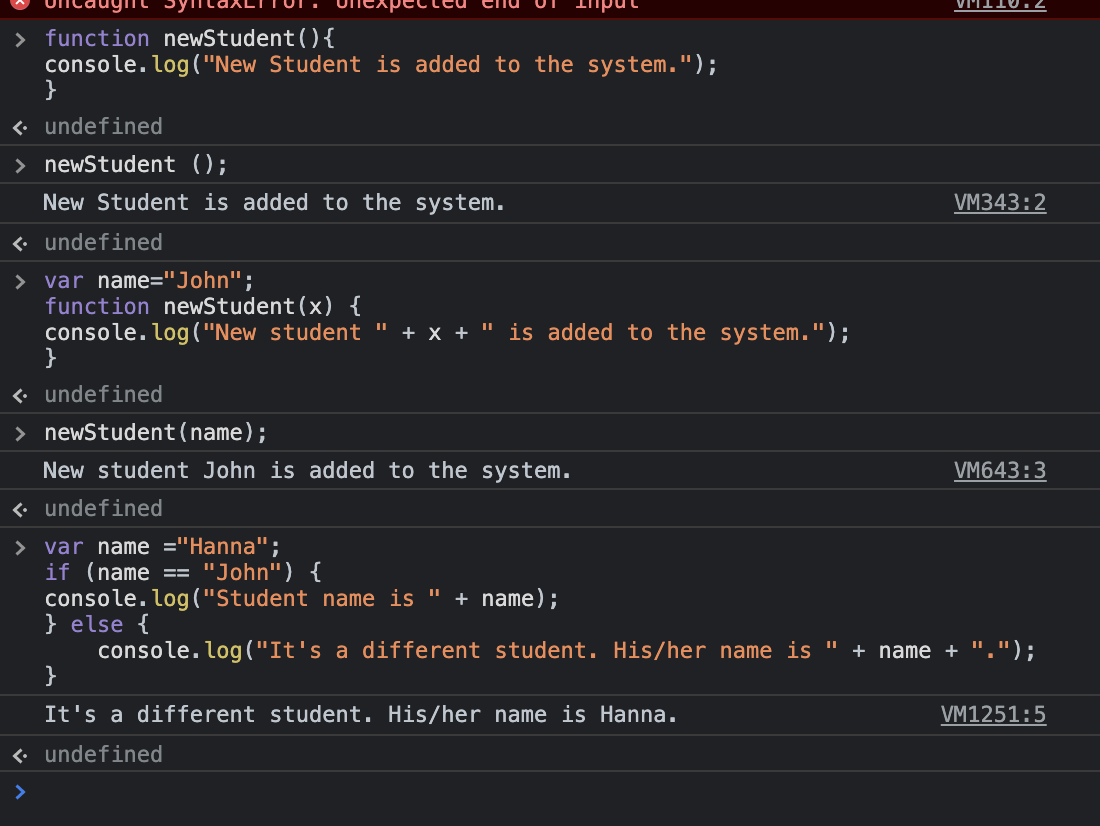 Uncaught SyntaxError: Unexpected end of input VM110:2
> function newStudent(){
console.log("New Student is added to the system.");
}
undefined
> newStudent ();
New Student is added to the system. VM343:2
undefined
> var name="John";
function newStudent(x) {
console.log("New student " + x + " is added to the system.");
}
undefined
> newStudent(name);
New student John is added to the system. VM643:3
undefined
> var name ="Hanna";
if (name == "John") {
console.log("Student name is " + name);
} else {
    console.log("It's a different student. His/her name is " + name + ".");
}
It's a different student. His/her name is Hanna. VM1251:5
undefined
>